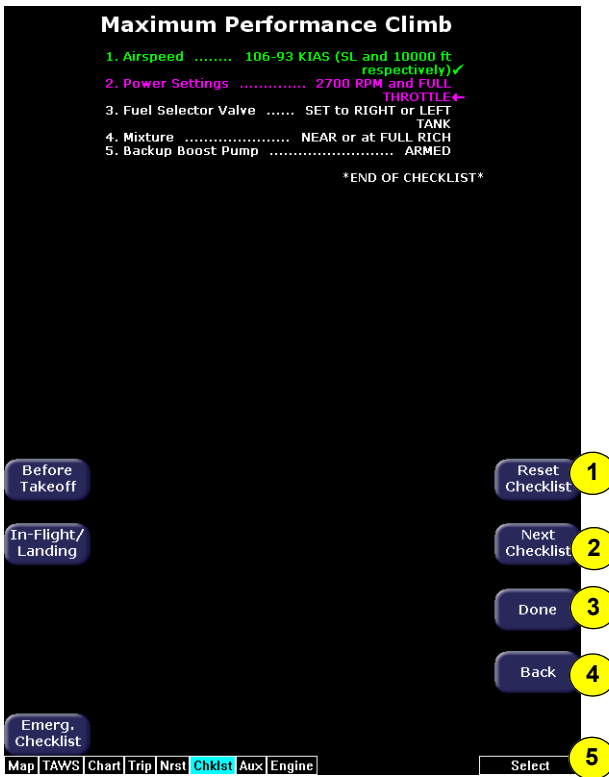 Maximum Performance Climb
1. Airspeed ........ 106-93 KIAS (SL and 10000 ft
respectively)✓
2. Power Settings .............. 2700 RPM and FULL
THROTTLE←
3. Fuel Selector Valve ...... SET to RIGHT or LEFT
TANK
4. Mixture ..................... NEAR or at FULL RICH
5. Backup Boost Pump ......................... ARMED
*END OF CHECKLIST*
Before
Takeoff
Reset
Checklist
1
In-Flight/
Landing
Next
Checklist
2
Done
3
Back
4
Emerg.
Checklist
Map TAWS Chart Trip Nrst Chklst Aux Engine
Select
5